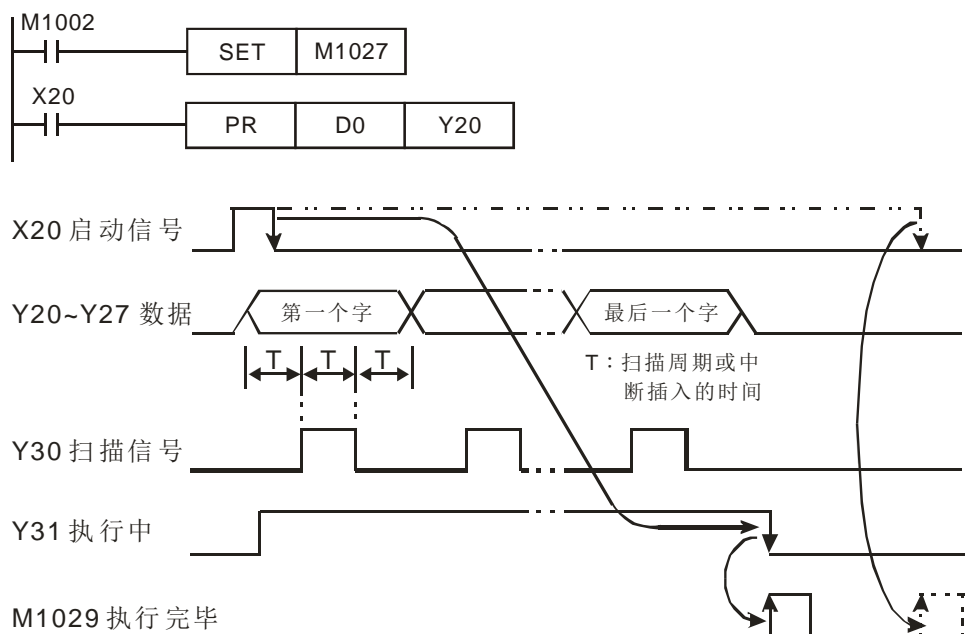 M1002
SET M1027
X20
PR D0 Y20
X20 启动信号
Y20~Y27 数据
第一个字
最后一个字
T T T
T：扫描周期或中
断插入的时间
Y30 扫描信号
Y31 执行中
M1029 执行完毕